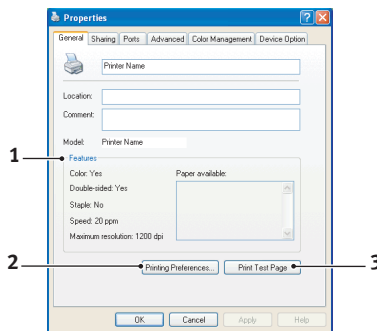 Properties
General Sharing Ports Advanced Color Management Device Option
Printer Name
Location:
Comment:
Model: Printer Name
1
Features
Color: Yes Paper available:
Double-sided: Yes
Staple: No
Speed: 20 ppm
Maximum resolution: 1200 dpi
2 Printing Preferences... Print Test Page 3
OK Cancel Apply Help